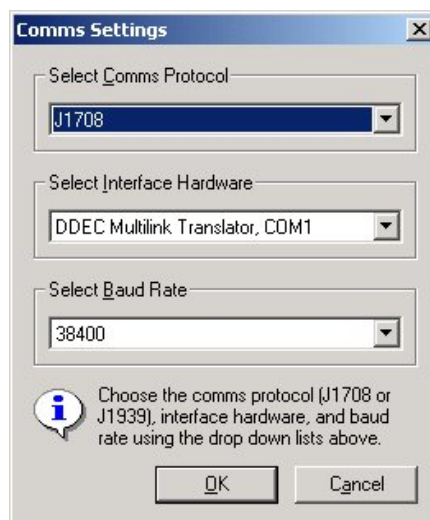 Comms Settings
Select Comms Protocol
J1708
Select Interface Hardware
DDEC Multilink Translator, COM1
Select Baud Rate
38400
Choose the comms protocol (J1708 or
J1939), interface hardware, and baud
rate using the drop down lists above.
OK
Cancel